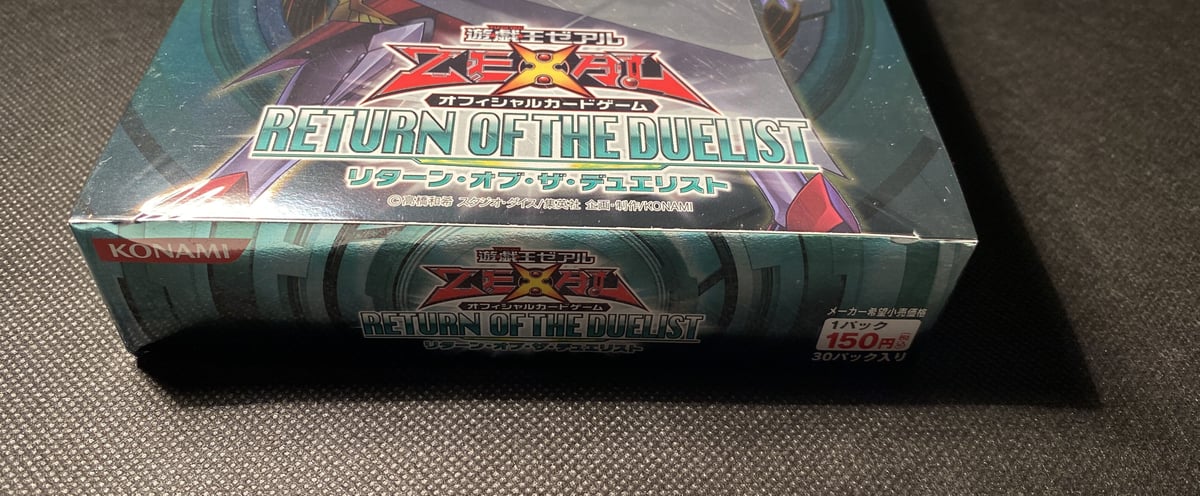 遊戯王ゼアル
ZEXAL
オフィシャルカードゲーム
RETURN OF THE DUELIST
リターン・オブ・ザ・デュエリスト
©高橋和希 スタジオ・ダイス/集英社 企画・制作/KONAMI
KONAMI
遊戯王ゼアル
ZEXAL
オフィシャルカードゲーム
RETURN OF THE DUELIST
リターン・オブ・ザ・デュエリスト
メーカー希望小売価格
1パック
150円税込
30パック入り